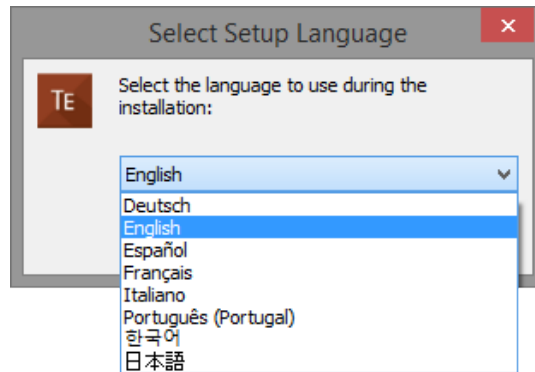 Select Setup Language
TE
Select the language to use during the
installation:
English
Deutsch
English
Español
Français
Italiano
Português (Portugal)
한국어
日本語